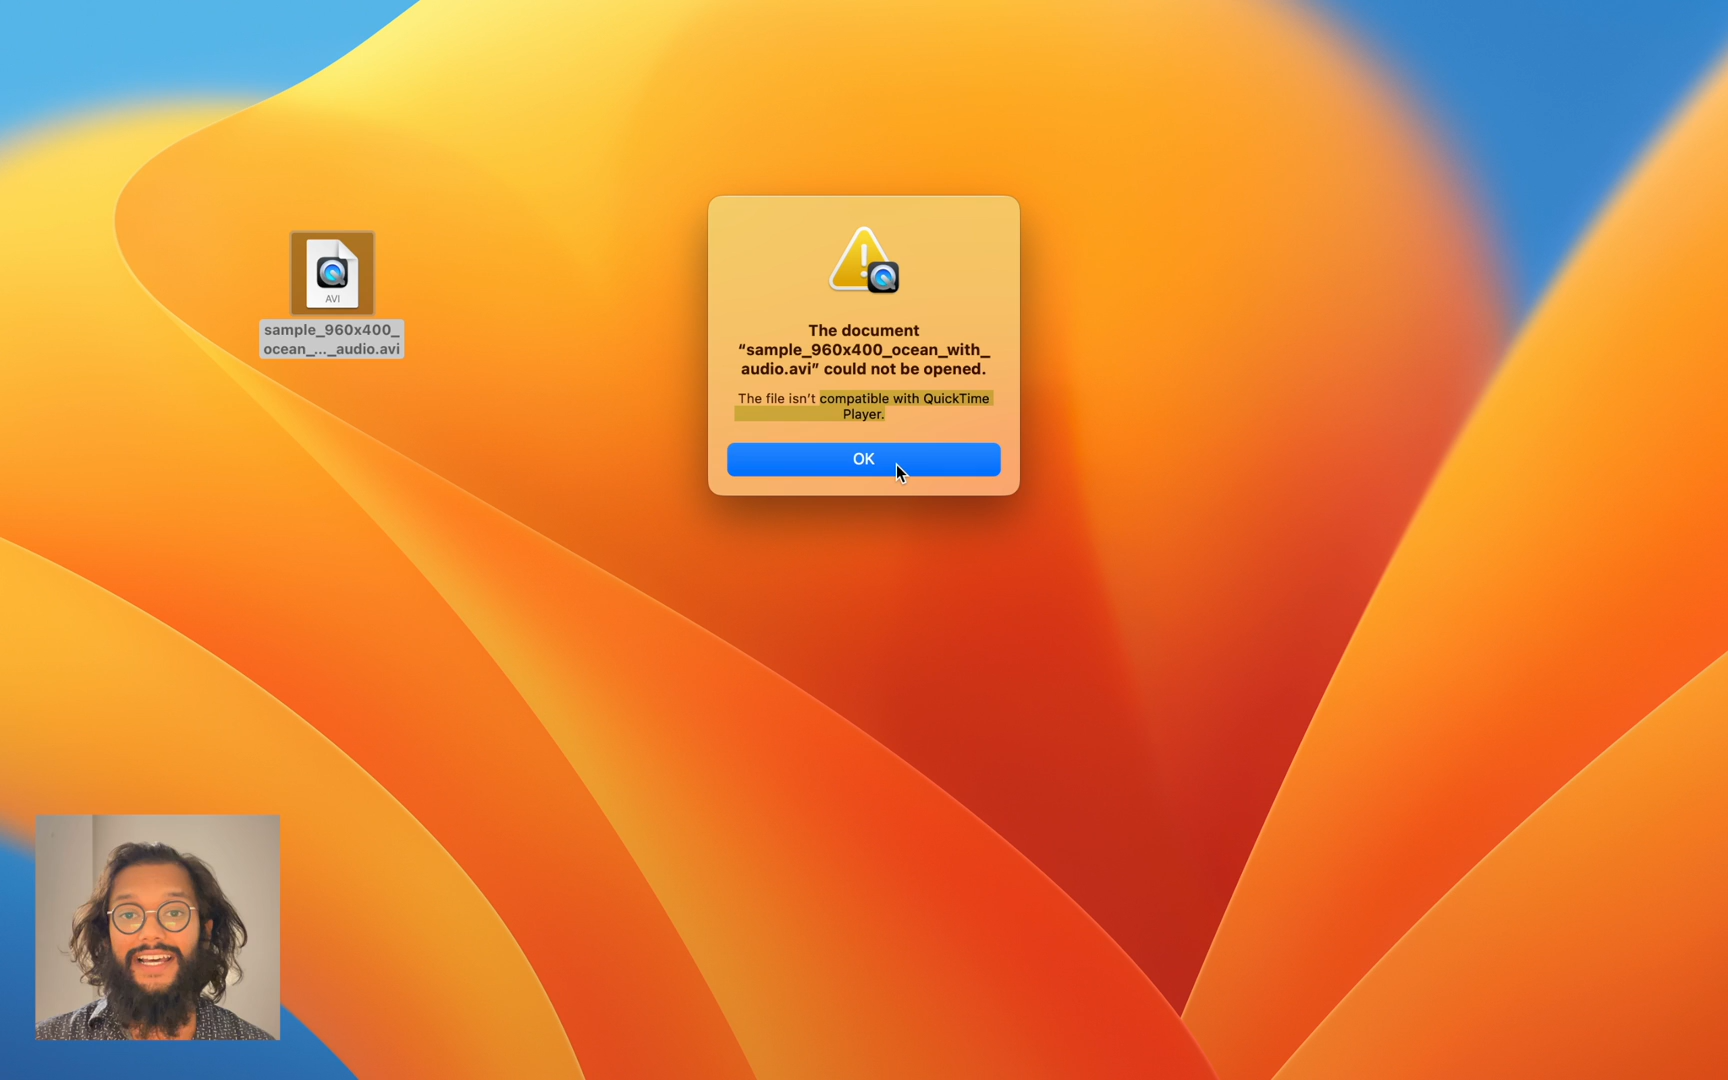 AVI
sample_960x400_
ocean_..._audio.avi
The document
“sample_960x400_ocean_with_
audio.avi” could not be opened.
The file isn’t compatible with QuickTime
Player.
OK